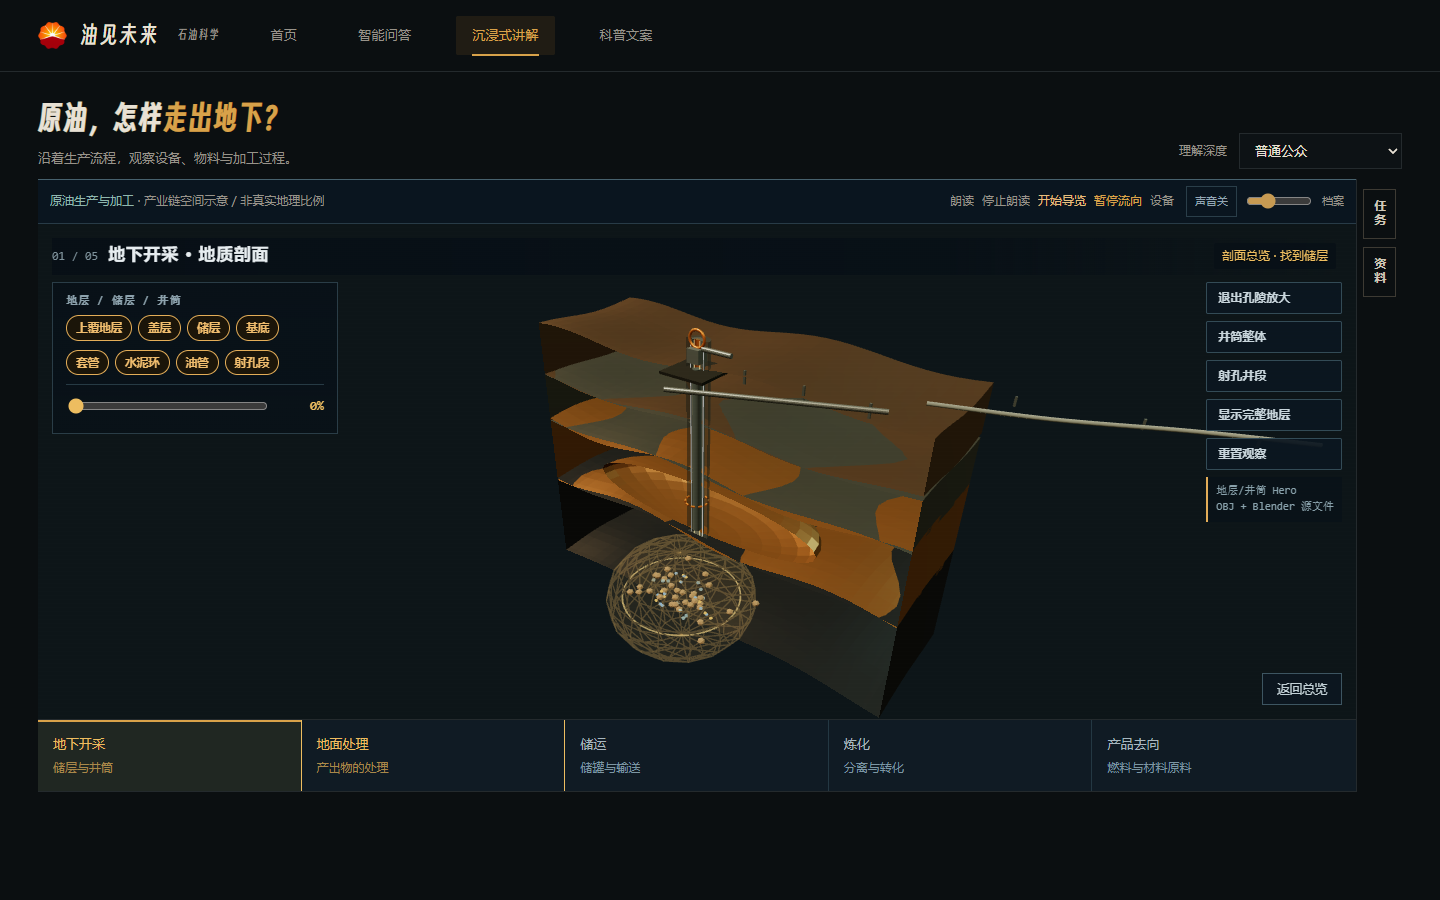 油见未来 石油科学 首页 智能问答 沉浸式讲解 科普文案
原油，怎样走出地下？
沿着生产流程，观察设备、物料与加工过程。
理解深度 普通公众
原油生产与加工 · 产业链空间示意 / 非真实地理比例
朗读 停止朗读 开始导览 暂停流向 设备 声音关 档案
任务
资料
01 / 05 地下开采 • 地质剖面
剖面总览 · 找到储层
地层 / 储层 / 井筒
上覆地层 盖层 储层 基底
套管 水泥环 油管 射孔段
0%
退出孔隙放大
井筒整体
射孔井段
显示完整地层
重置观察
地层/井筒 Hero
OBJ + Blender 源文件
返回总览
地下开采
储层与井筒
地面处理
产出物的处理
储运
储罐与输送
炼化
分离与转化
产品去向
燃料与材料原料